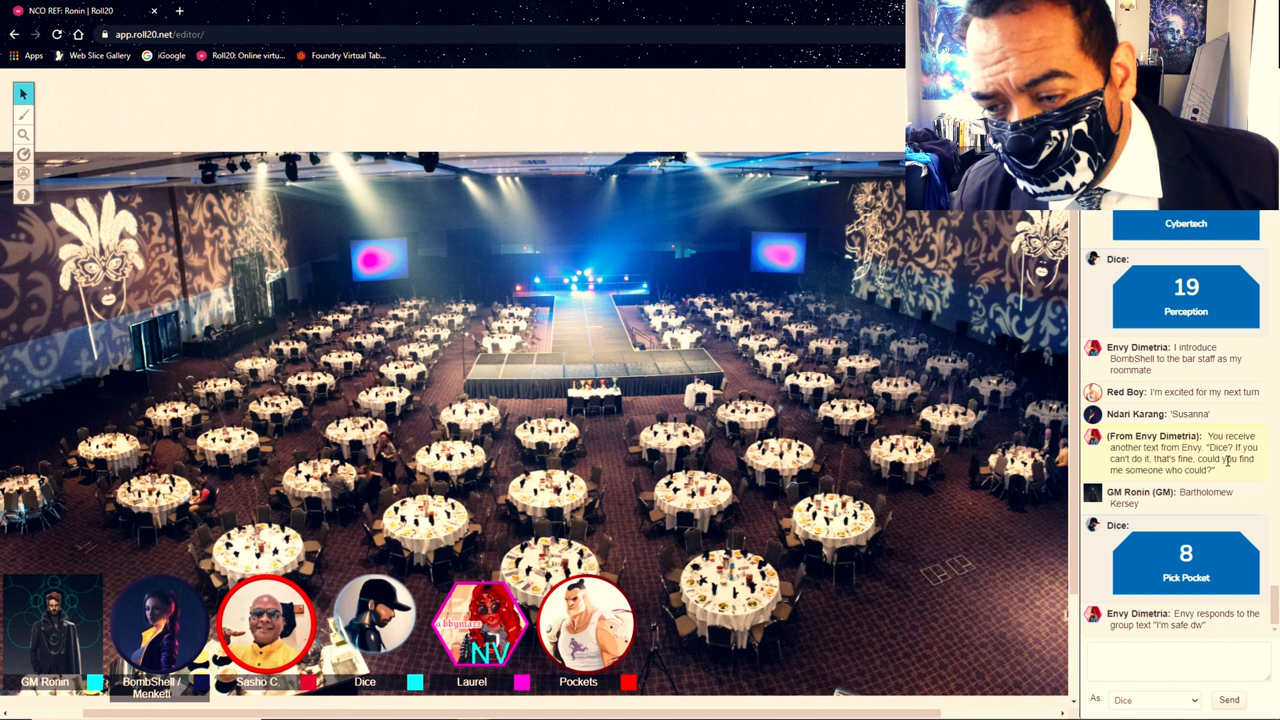 NCO REF: Ronin | Roll20
app.roll20.net/editor/
Apps
Web Slice Gallery
iGoogle
Roll20: Online virtu...
Foundry Virtual Tab...
Cybertech
Dice:
19
Perception
Envy Dimetria: I introduce
BombShell to the bar staff as my
roommate
Red Boy: I'm excited for my next turn
Ndari Karang: 'Susanna'
(From Envy Dimetria): You receive
another text from Envy. "Dice? If you
can't do it, that's fine, could you find
me someone who could?"
GM Ronin (GM): Bartholomew
Kersey
Dice:
8
Pick Pocket
Envy Dimetria: Envy responds to the
group text "I'm safe dw"
NV
GM Ronin
BombShell /
Menketi
Sasho C.
Dice
Laurel
Pockets
As:
Dice
Send